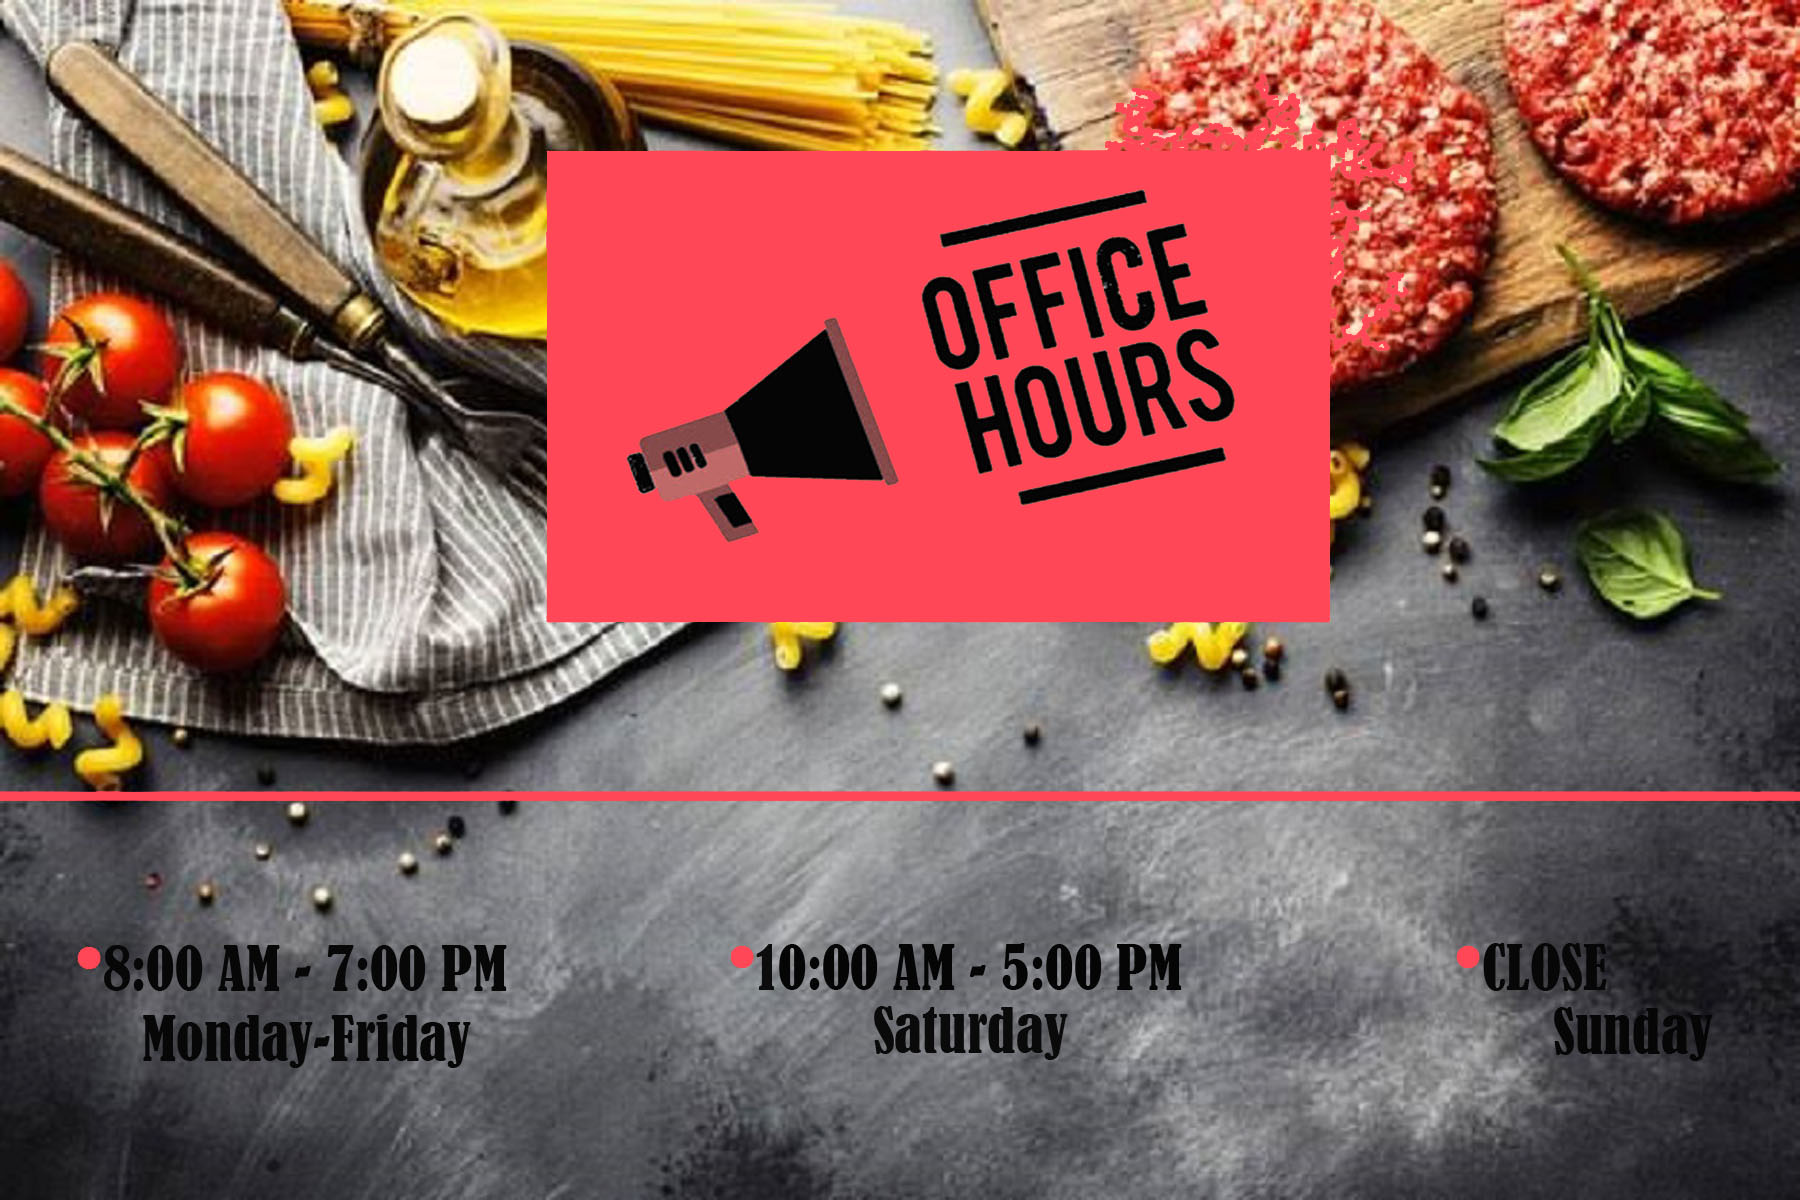 OFFICE
HOURS
8:00 AM - 7:00 PM
Monday-Friday
10:00 AM - 5:00 PM
Saturday
CLOSE
Sunday